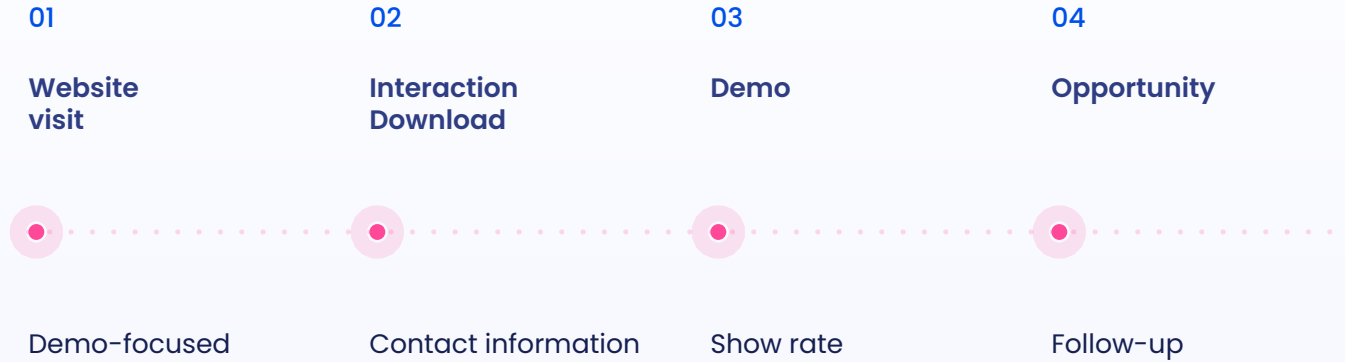 01
Website
visit
Demo-focused
02
Interaction
Download
Contact information
03
Demo
Show rate
04
Opportunity
Follow-up